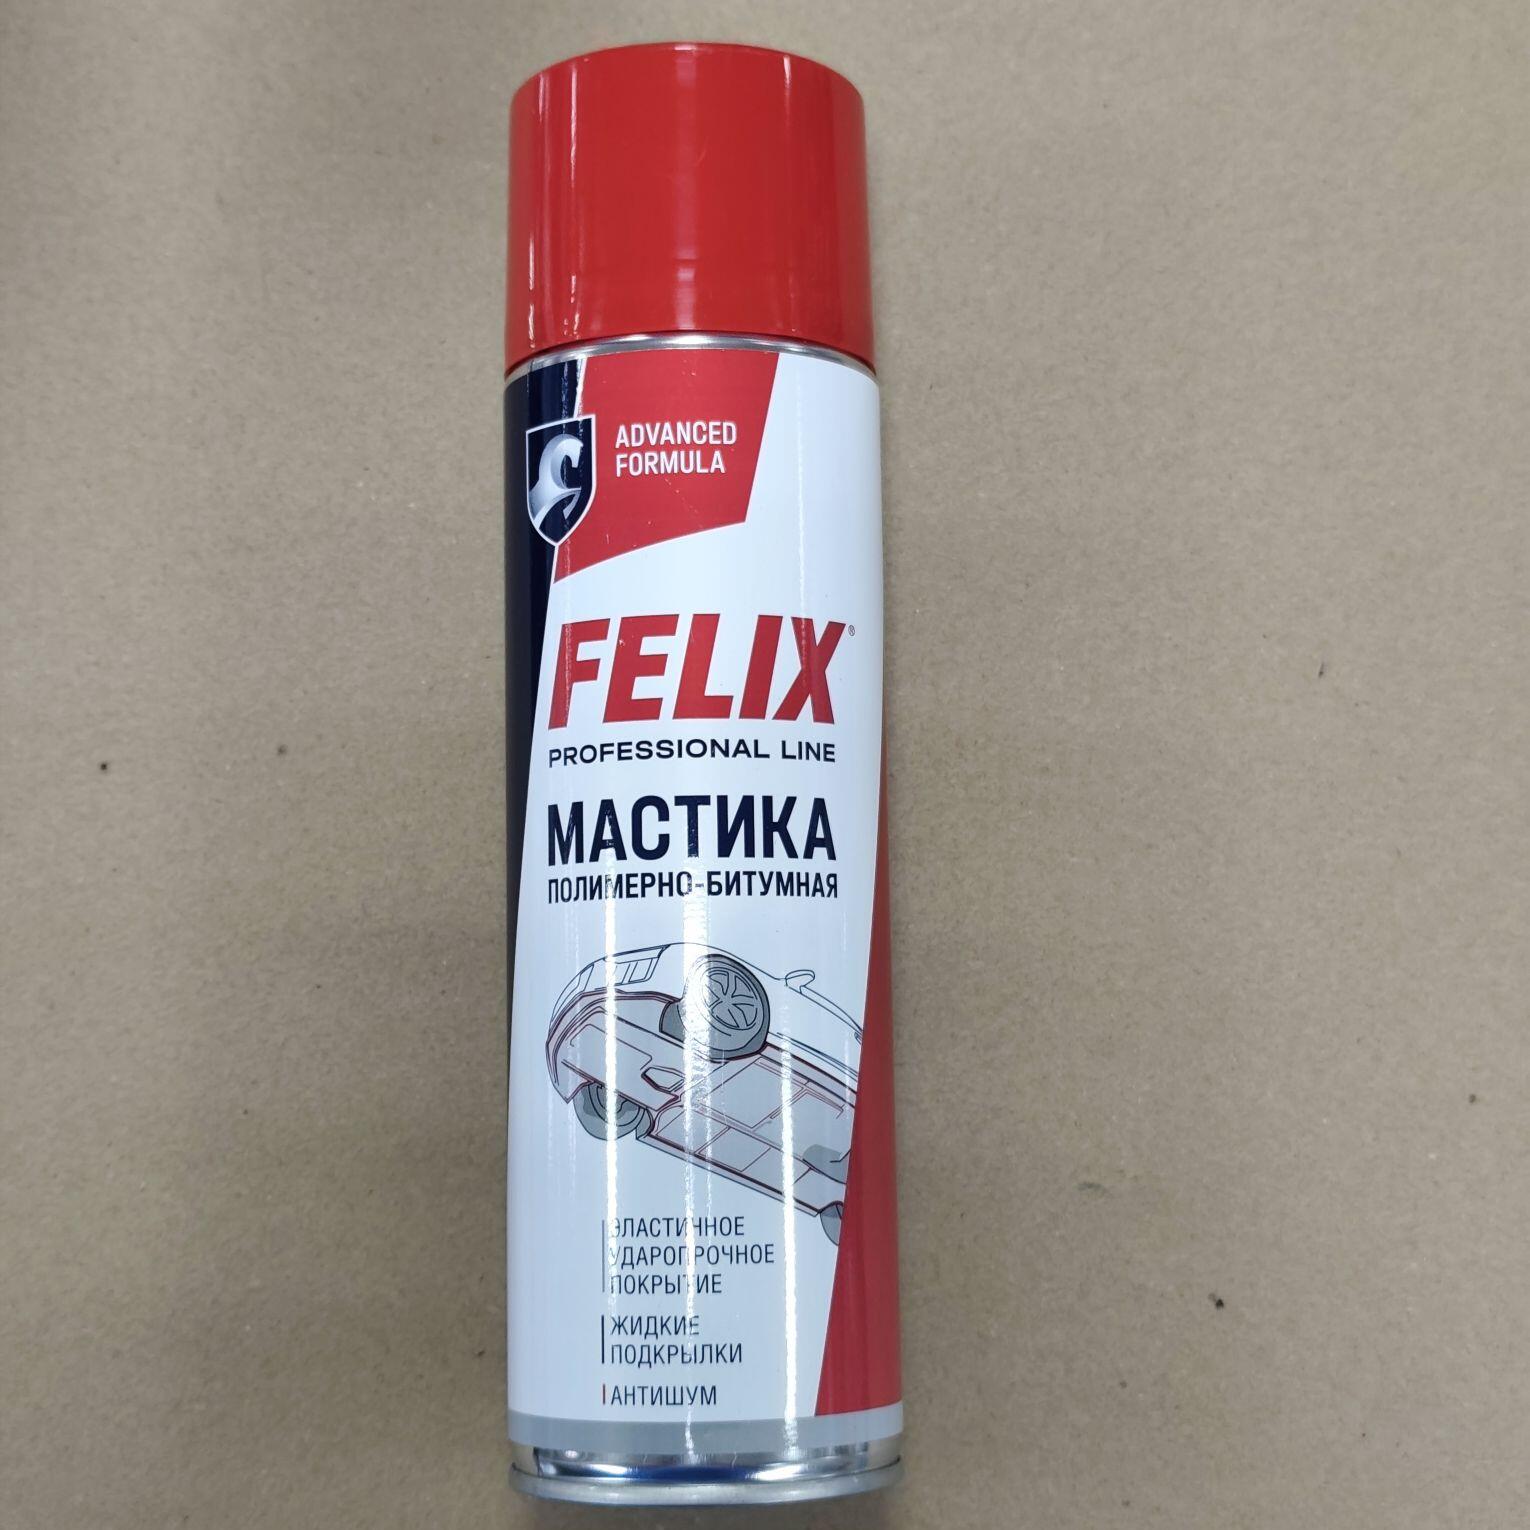 ADVANCED
FORMULA
FELIX®
PROFESSIONAL LINE
МАСТИКА
ПОЛИМЕРНО-БИТУМНАЯ
ЭЛАСТИЧНОЕ
УДАРОПРОЧНОЕ
ПОКРЫТИЕ
ЖИДКИЕ
ПОДКРЫЛКИ
АНТИШУМ